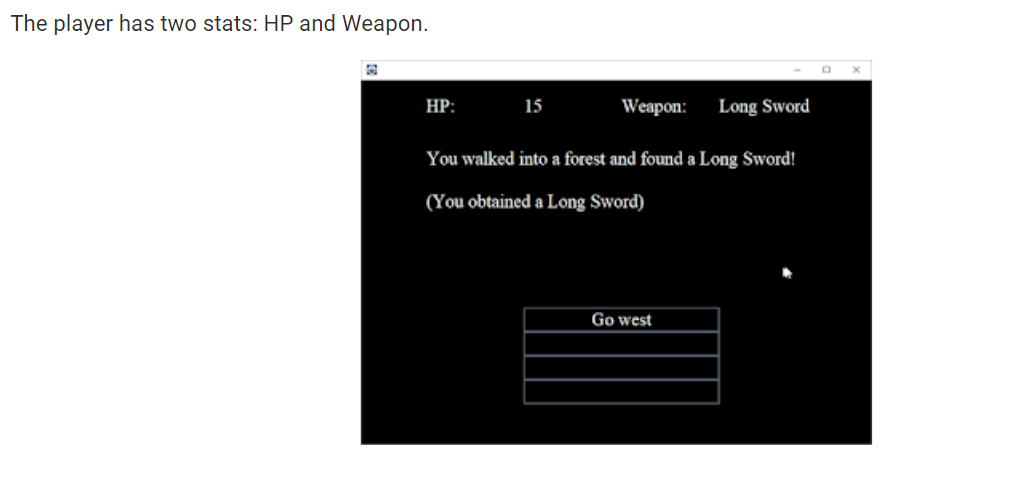 The player has two stats: HP and Weapon.
HP: 15 Weapon: Long Sword
You walked into a forest and found a Long Sword!
(You obtained a Long Sword)
Go west